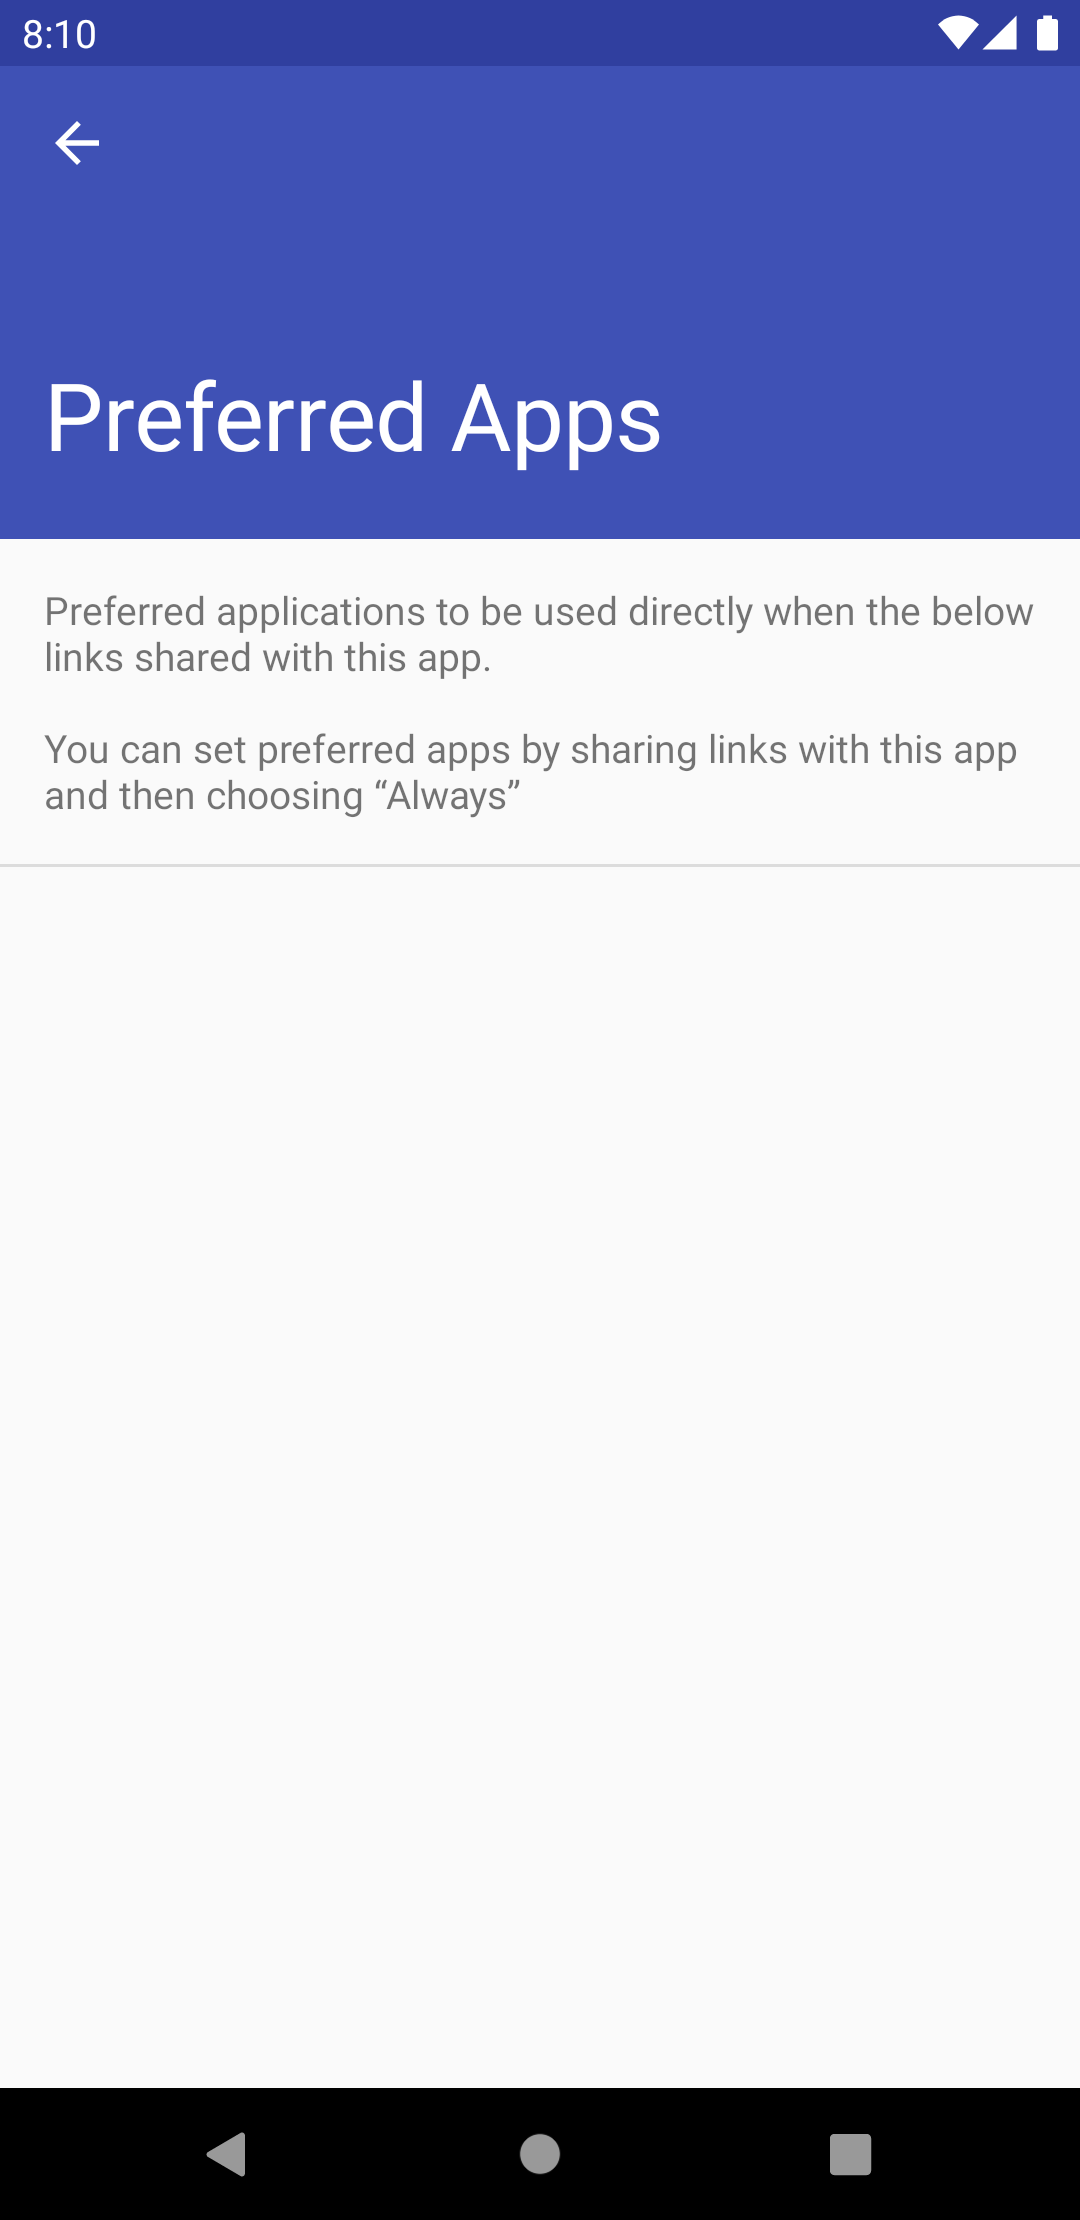 8:10
Preferred Apps
Preferred applications to be used directly when the below
links shared with this app.
You can set preferred apps by sharing links with this app
and then choosing “Always”